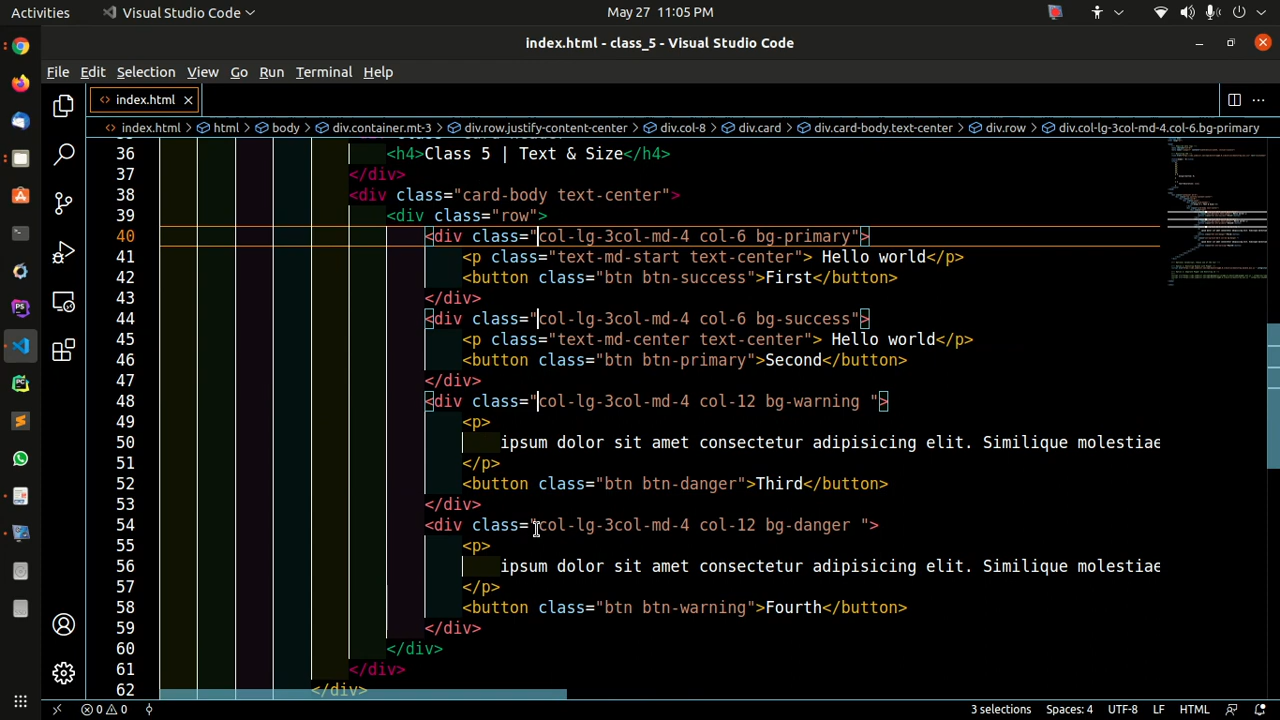 Activities
Visual Studio Code
May 27 11:05 PM
index.html - class_5 - Visual Studio Code
File Edit Selection View Go Run Terminal Help
index.html
index.html html body div.container.mt-3 div.row.justify-content-center div.col-8 div.card div.card-body.text-center div.row div.col-lg-3col-md-4.col-6.bg-primary
36 <h4>Class 5 | Text & Size</h4>
37 </div>
38 <div class="card-body text-center">
39 <div class="row">
40 <div class="col-lg-3col-md-4 col-6 bg-primary">
41 <p class="text-md-start text-center"> Hello world</p>
42 <button class="btn btn-success">First</button>
43 </div>
44 <div class="col-lg-3col-md-4 col-6 bg-success">
45 <p class="text-md-center text-center"> Hello world</p>
46 <button class="btn btn-primary">Second</button>
47 </div>
48 <div class="col-lg-3col-md-4 col-12 bg-warning ">
49 <p>
50 ipsum dolor sit amet consectetur adipisicing elit. Similique molestiae
51 </p>
52 <button class="btn btn-danger">Third</button>
53 </div>
54 <div class="col-lg-3col-md-4 col-12 bg-danger ">
55 <p>
56 ipsum dolor sit amet consectetur adipisicing elit. Similique molestiae
57 </p>
58 <button class="btn btn-warning">Fourth</button>
59 </div>
60 </div>
61 </div>
62 </div>
0 0 3 selections Spaces: 4 UTF-8 LF HTML